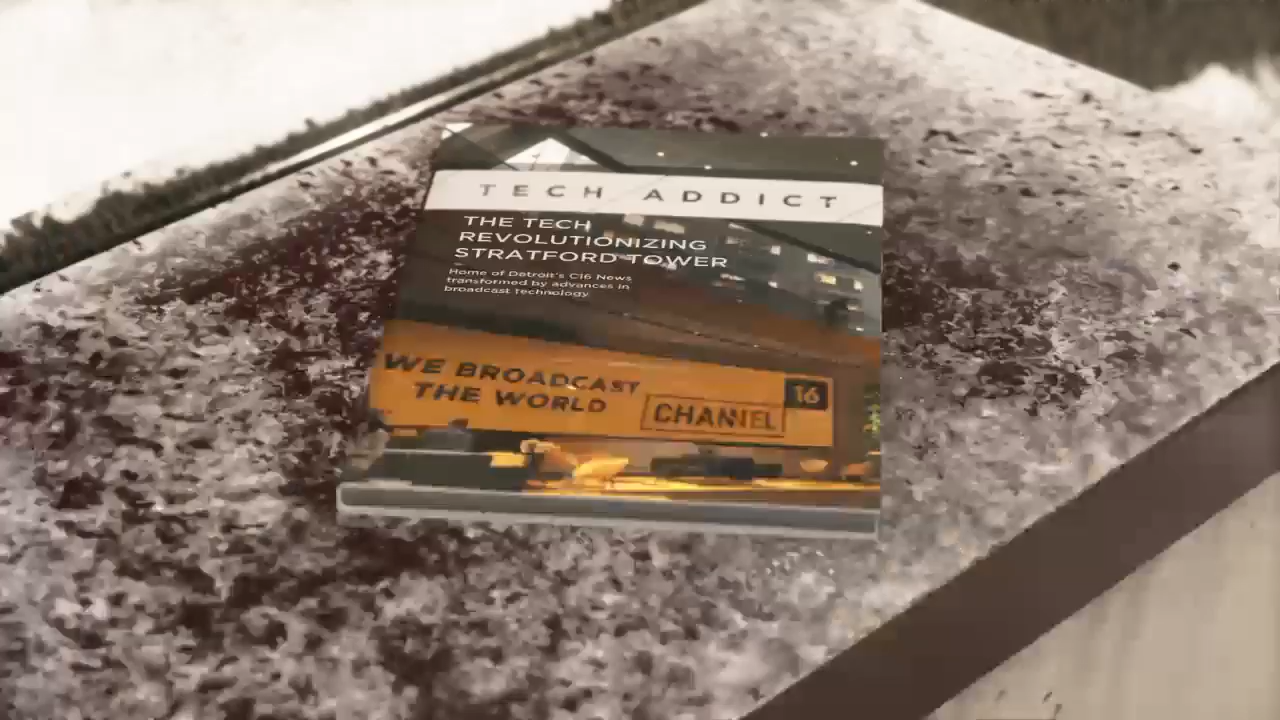 TECH ADDICT
THE TECH
REVOLUTIONIZING
STRATFORD TOWER
Home of Detroit's C16 News
transformed by advances in
broadcast technology
WE BROADCAST
THE WORLD
16
CHANNEL